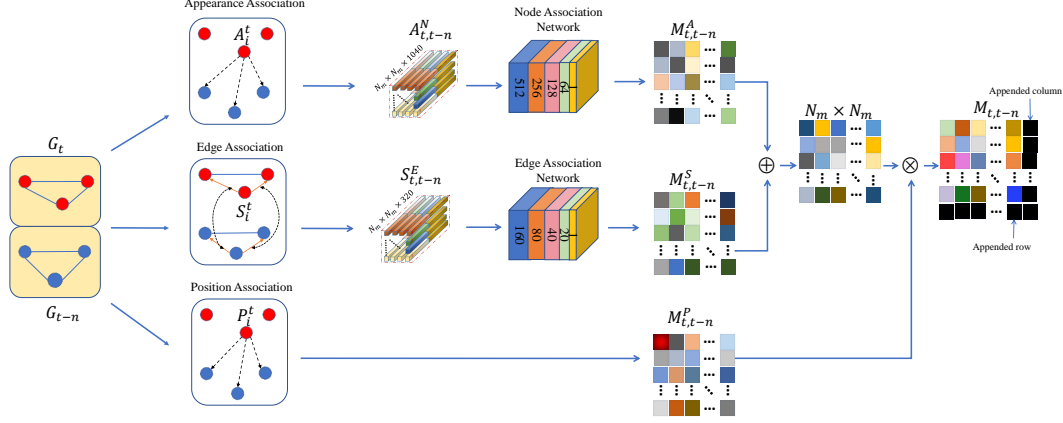 Appearance Association
A_i^t
A_{t,t-n}^N
N_m × N_m × 1040
Node Association
Network
512
256
128
64
1
M_{t,t-n}^A
G_t
G_{t-n}
Edge Association
S_i^t
S_{t,t-n}^E
N_m × N_m × 320
Edge Association
Network
160
80
40
20
1
M_{t,t-n}^S
⊕
N_m × N_m
⊗
Appended column
M_{t,t-n}
Appended row
Position Association
P_i^t
M_{t,t-n}^P